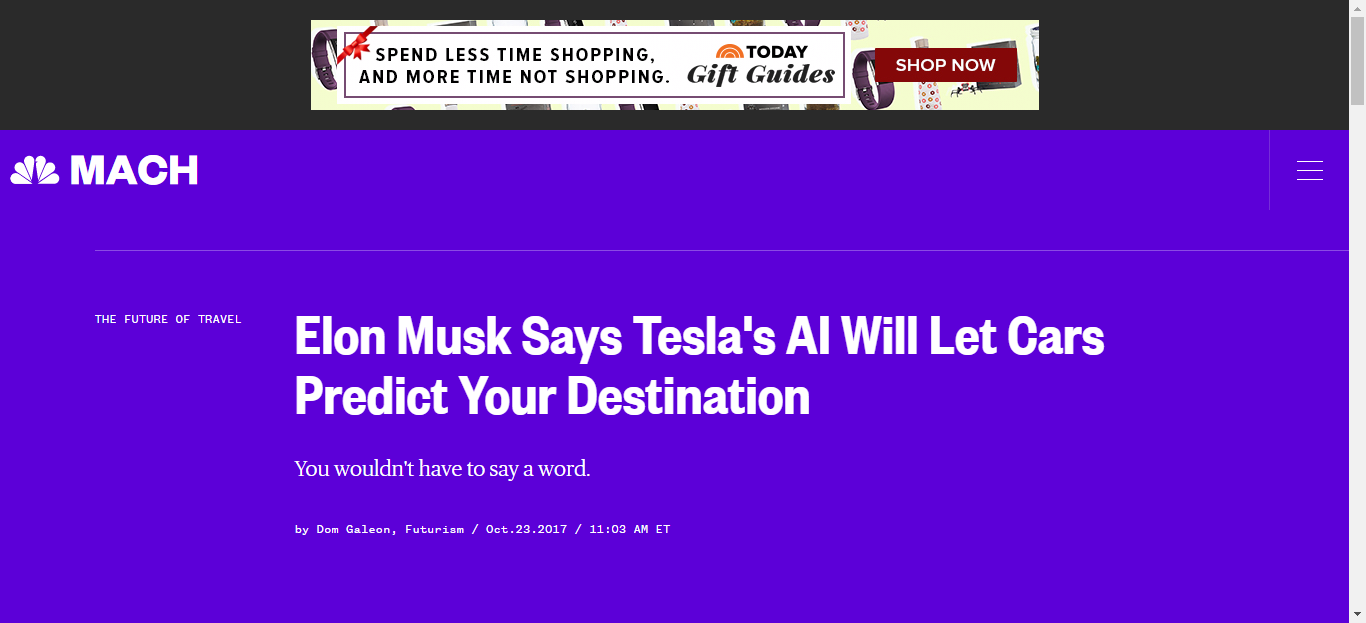 SPEND LESS TIME SHOPPING,
AND MORE TIME NOT SHOPPING.
TODAY
Gift Guides
SHOP NOW
MACH
THE FUTURE OF TRAVEL
Elon Musk Says Tesla's AI Will Let Cars
Predict Your Destination
You wouldn't have to say a word.
by Dom Galeon, Futurism / Oct.23.2017 / 11:03 AM ET